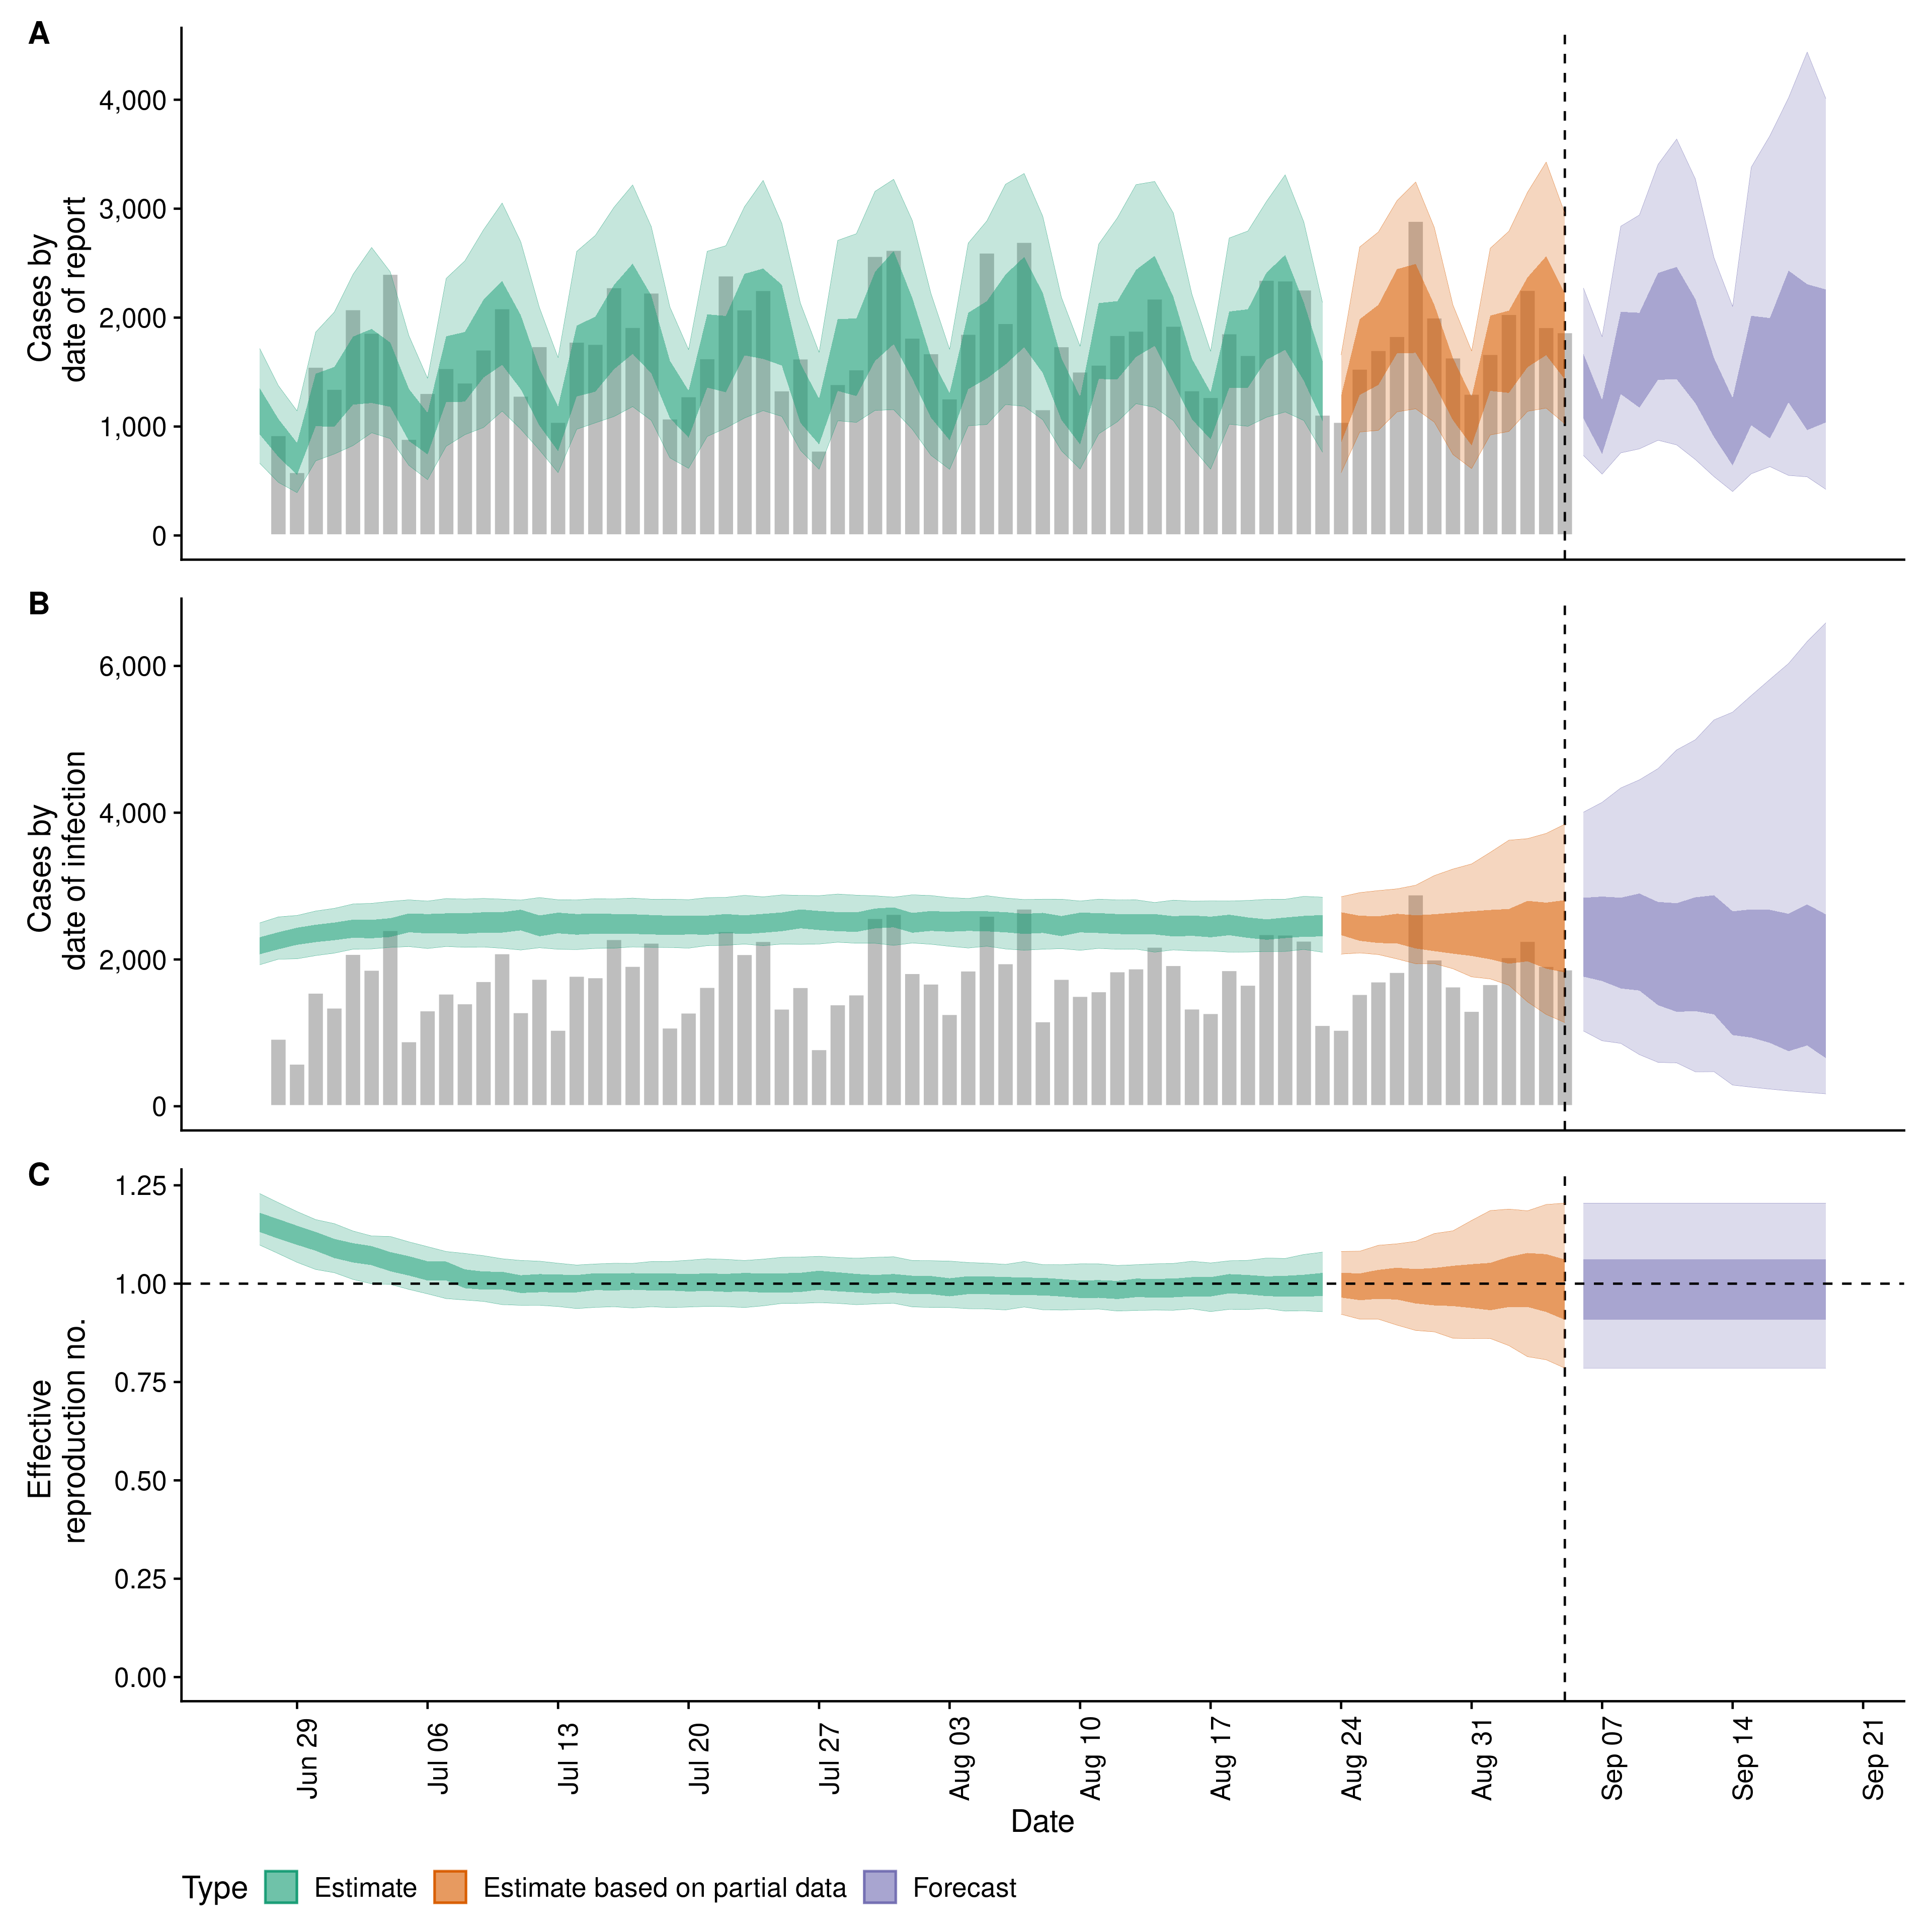 A
Cases by
date of report
4,000
3,000
2,000
1,000
0
B
Cases by
date of infection
6,000
4,000
2,000
0
C
Effective
reproduction no.
1.25
1.00
0.75
0.50
0.25
0.00
Jun 29
Jul 06
Jul 13
Jul 20
Jul 27
Aug 03
Aug 10
Aug 17
Aug 24
Aug 31
Sep 07
Sep 14
Sep 21
Date
Type Estimate Estimate based on partial data Forecast